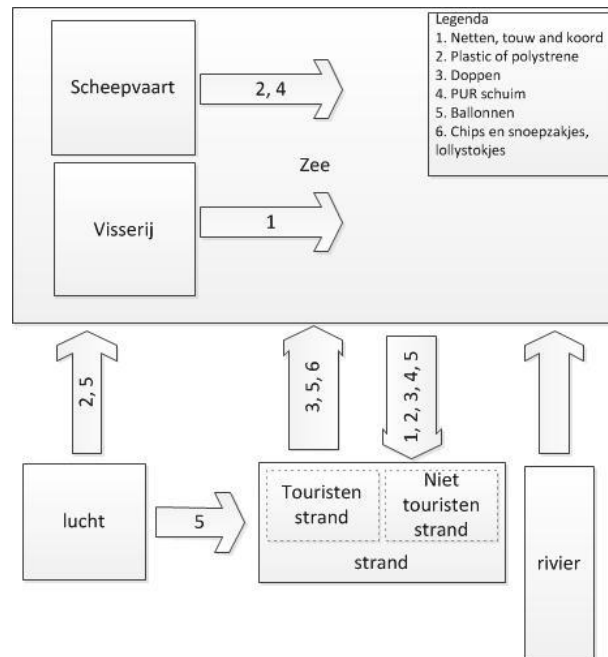 Legenda
1. Netten, touw and koord
2. Plastic of polystrene
3. Doppen
4. PUR schuim
5. Ballonnen
6. Chips en snoepzakjes,
lollystokjes
Scheepvaart
2, 4
Zee
Visserij
1
2, 5
3, 5, 6
1, 2, 3, 4, 5
lucht
5
Touristen
strand
Niet
touristen
strand
strand
rivier